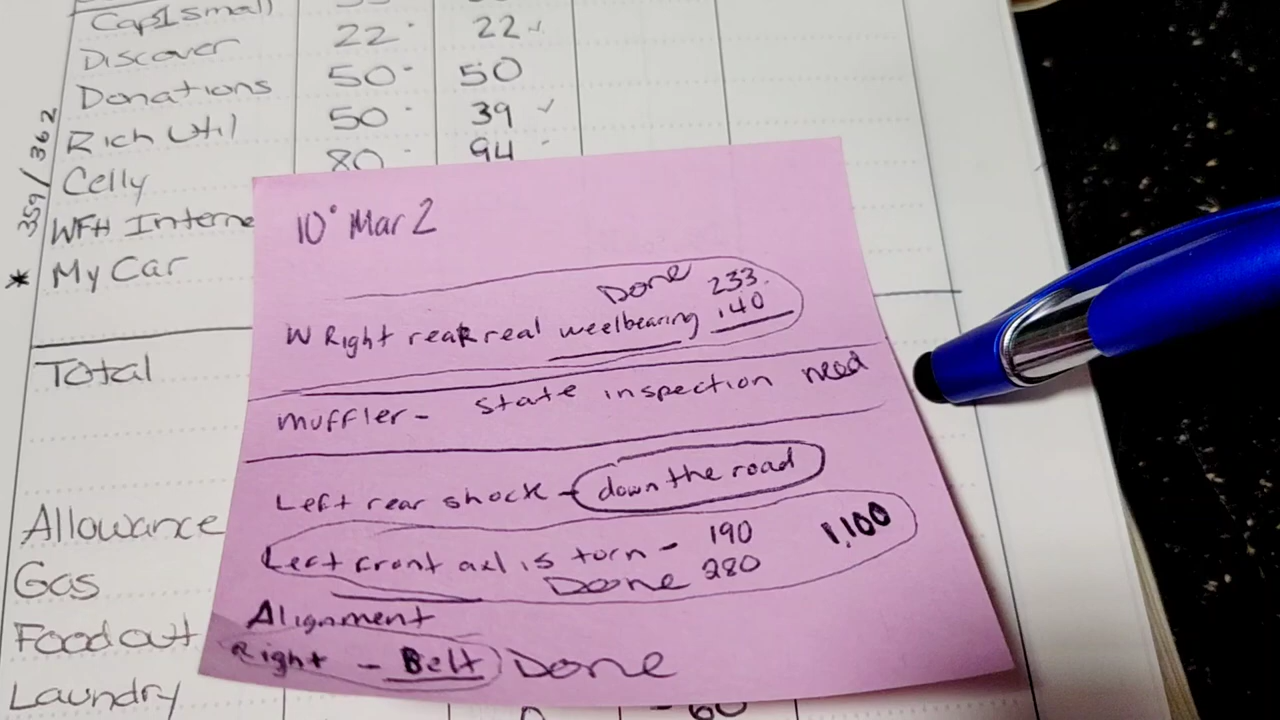 Cap1small
Discover 22 22
Donations 50 50
Rich Util 50 39
Celly 80 94
WFH Interne
* My Car
359/362
Total
Allowance
Gas
Food out
Laundry
60
10° Mar 2
Done 233
W Right rear real weelbearing 140
muffler - state inspection need
Left rear shock - down the road
Left front axl is torn - 190 1,100
Doone 280
Alignment
Right - Belt Done